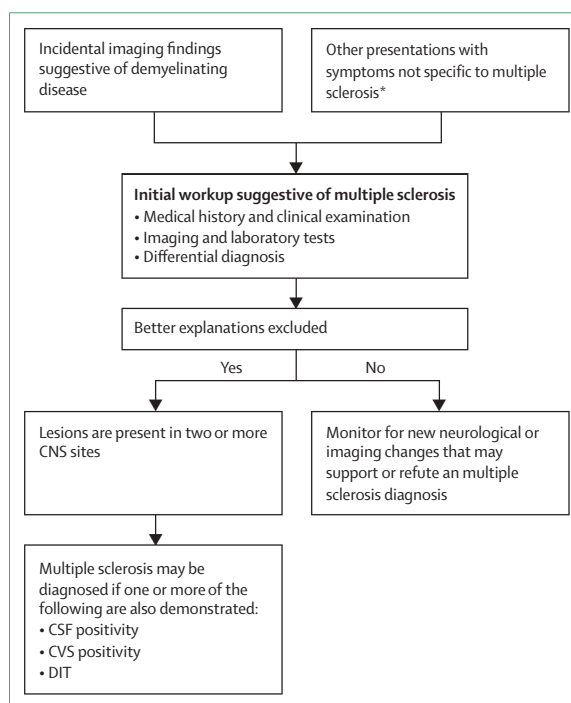 Incidental imaging findings
suggestive of demyelinating
disease
Other presentations with
symptoms not specific to multiple
sclerosis*
Initial workup suggestive of multiple sclerosis
• Medical history and clinical examination
• Imaging and laboratory tests
• Differential diagnosis
Better explanations excluded
Yes
No
Lesions are present in two or more
CNS sites
Monitor for new neurological or
imaging changes that may
support or refute an multiple
sclerosis diagnosis
Multiple sclerosis may be
diagnosed if one or more of the
following are also demonstrated:
• CSF positivity
• CVS positivity
• DIT